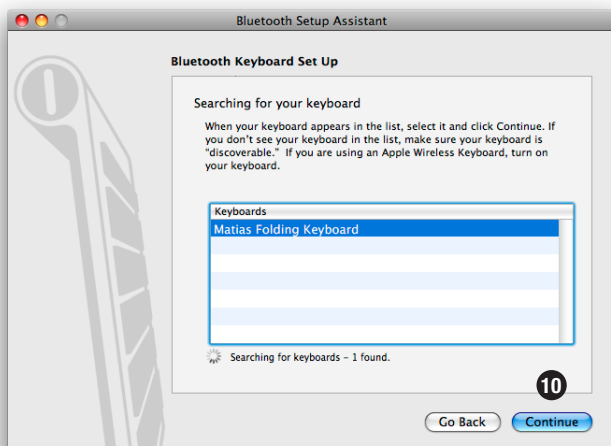 Bluetooth Setup Assistant
Bluetooth Keyboard Set Up
Searching for your keyboard
When your keyboard appears in the list, select it and click Continue. If
you don't see your keyboard in the list, make sure your keyboard is
“discoverable.” If you are using an Apple Wireless Keyboard, turn on
your keyboard.
Keyboards
Matias Folding Keyboard
Searching for keyboards – 1 found.
10
Go Back Continue